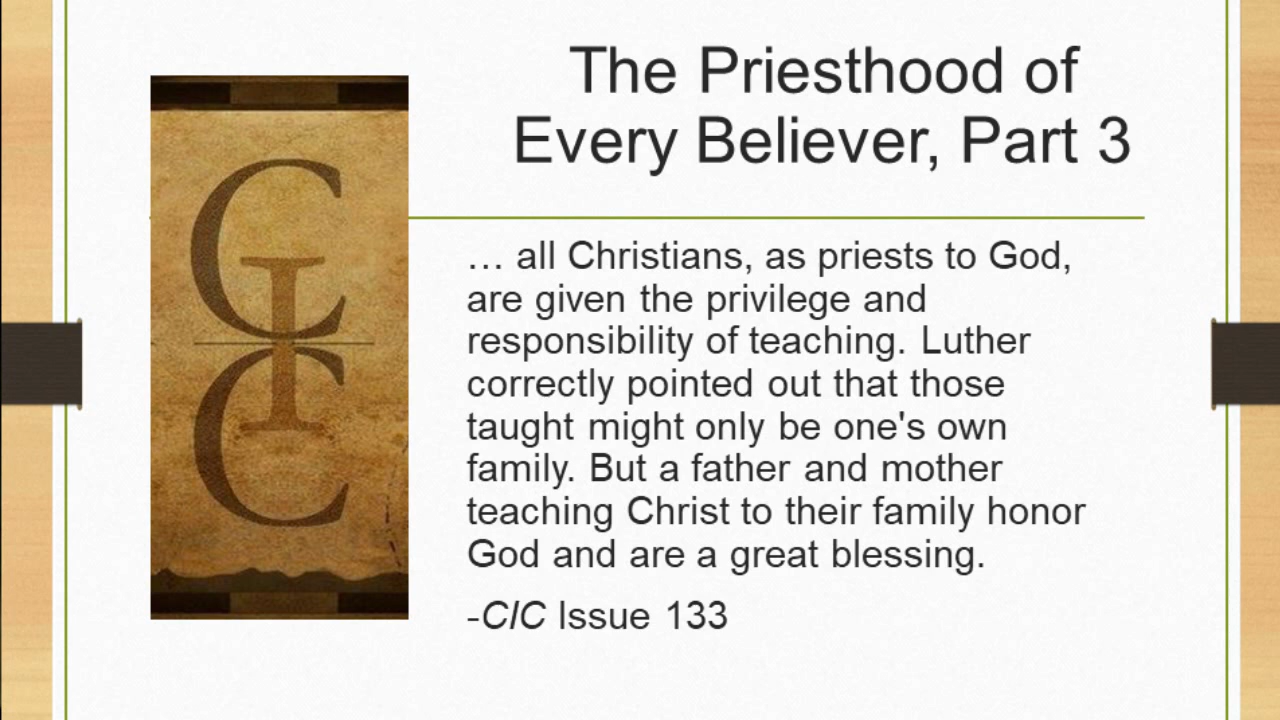 The Priesthood of
Every Believer, Part 3
CIC
… all Christians, as priests to God,
are given the privilege and
responsibility of teaching. Luther
correctly pointed out that those
taught might only be one's own
family. But a father and mother
teaching Christ to their family honor
God and are a great blessing.
-CIC Issue 133